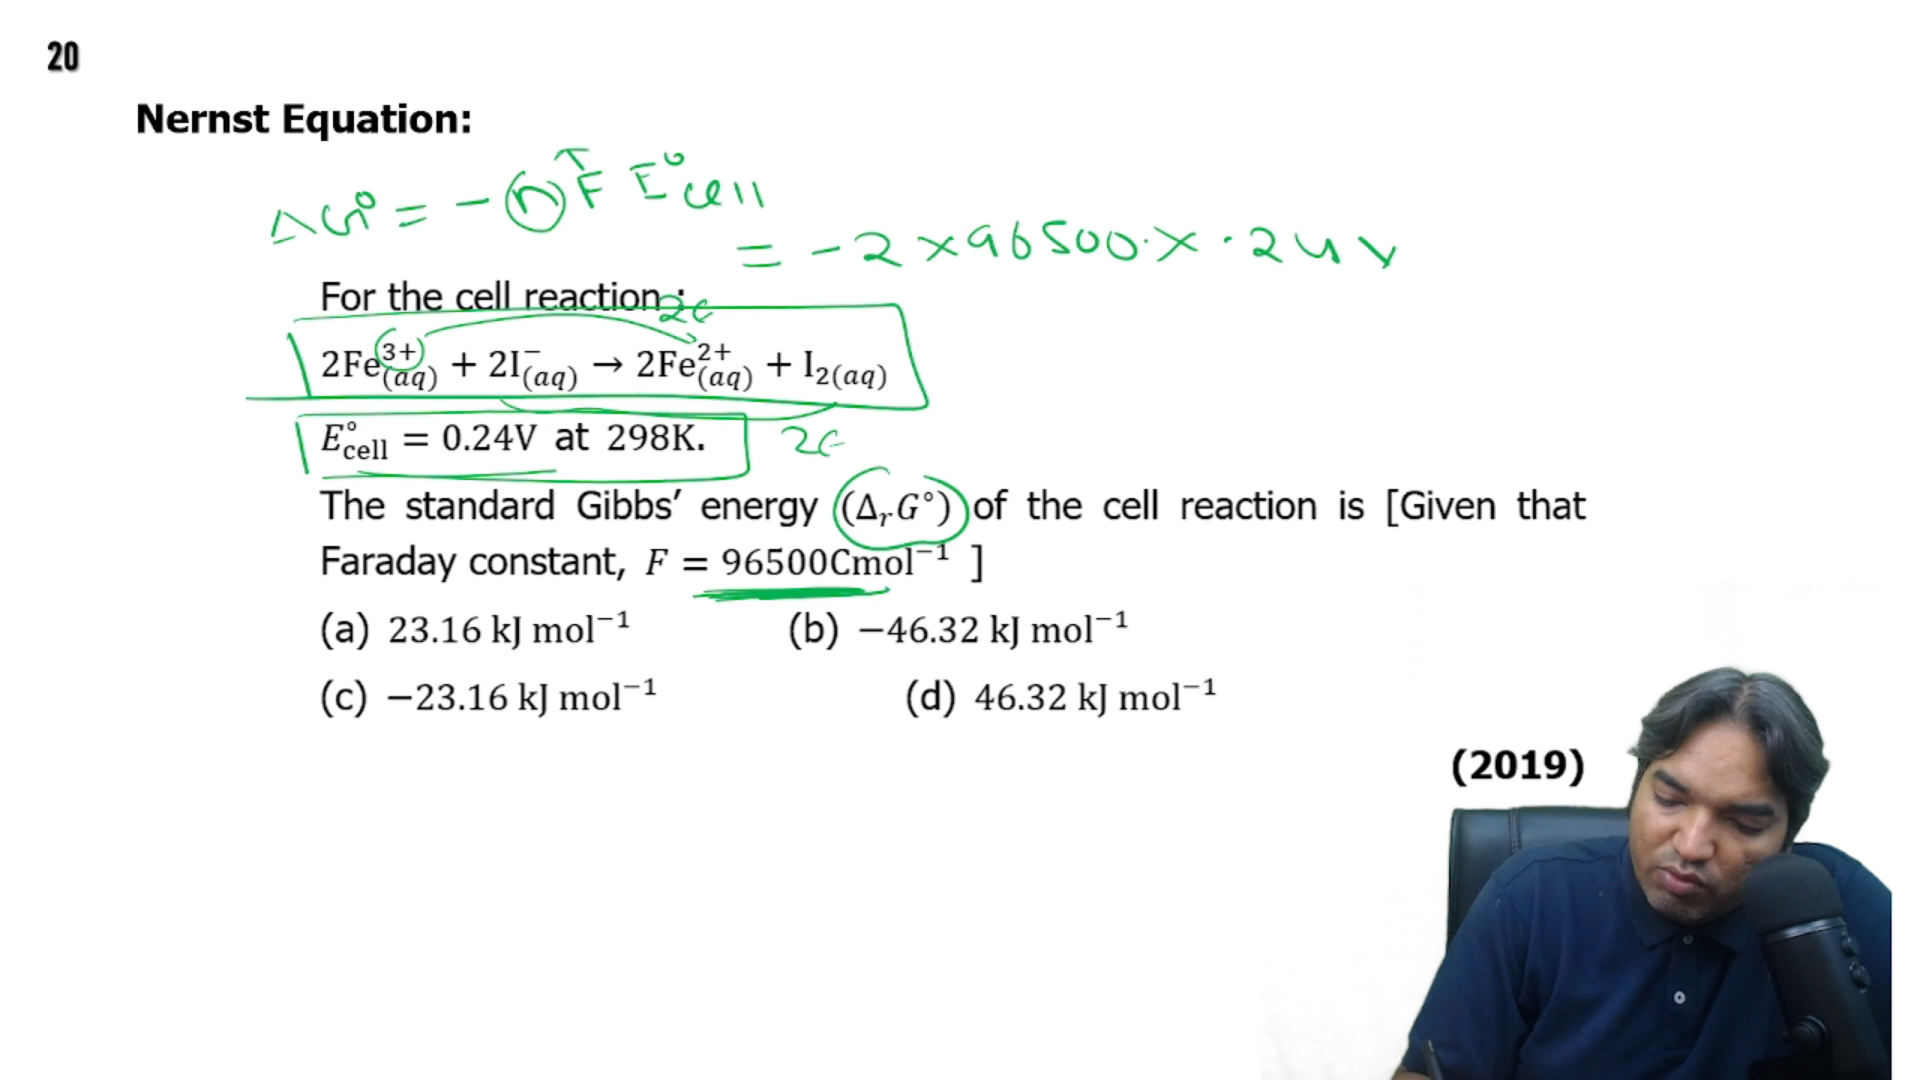 20
Nernst Equation:
ΔG° = - n F E°cell
= - 2 × 96500 × .24 V
For the cell reaction :
2e
2Fe³⁺(aq) + 2I⁻(aq) → 2Fe²⁺(aq) + I₂(aq)
E°cell = 0.24V at 298K.
2e
The standard Gibbs’ energy (ΔᵣG°) of the cell reaction is [Given that
Faraday constant, F = 96500Cmol⁻¹ ]
(a) 23.16 kJ mol⁻¹ (b) −46.32 kJ mol⁻¹
(c) −23.16 kJ mol⁻¹ (d) 46.32 kJ mol⁻¹
(2019)